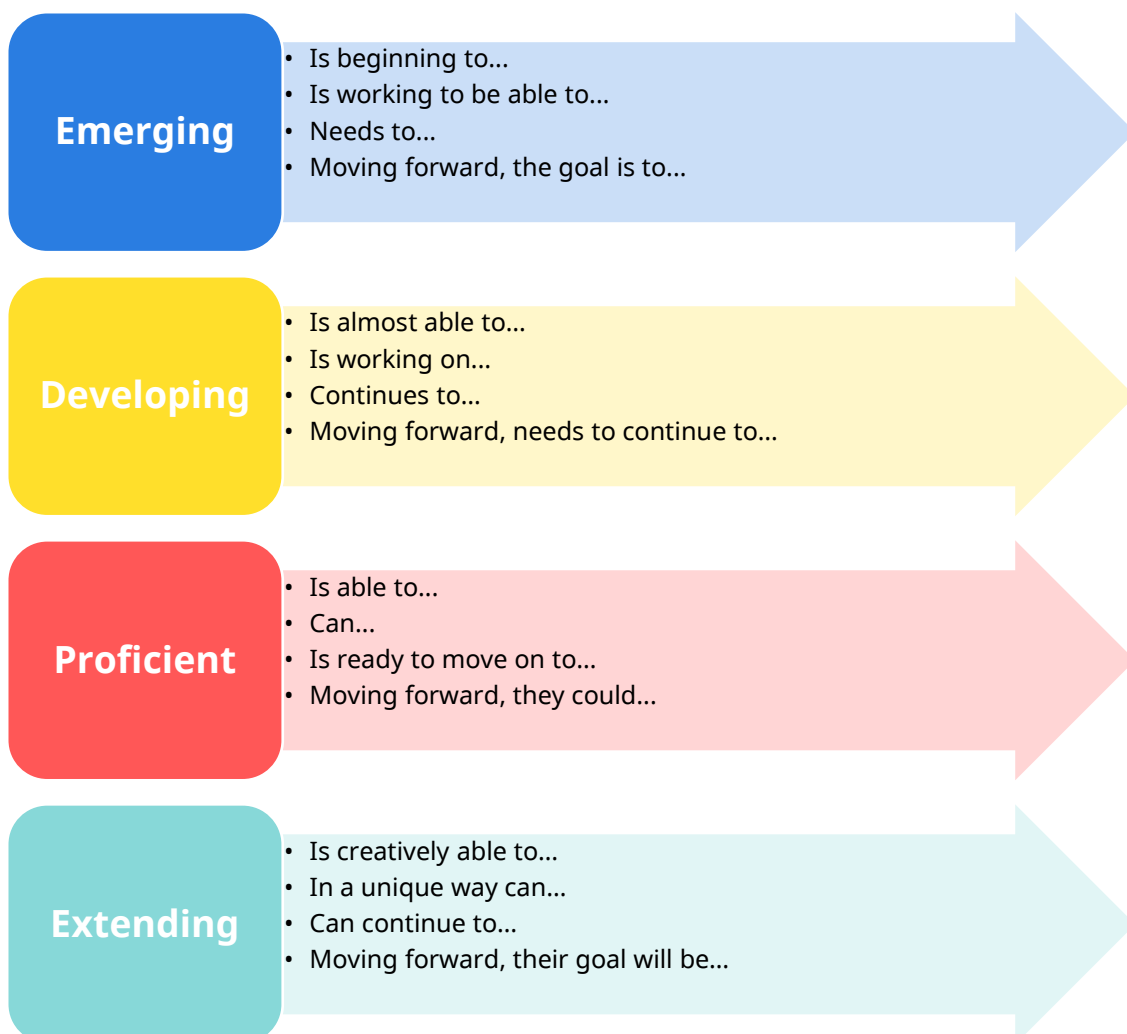 Emerging
• Is beginning to...
• Is working to be able to...
• Needs to...
• Moving forward, the goal is to...
Developing
• Is almost able to...
• Is working on...
• Continues to...
• Moving forward, needs to continue to...
Proficient
• Is able to...
• Can...
• Is ready to move on to...
• Moving forward, they could...
Extending
• Is creatively able to...
• In a unique way can...
• Can continue to...
• Moving forward, their goal will be...